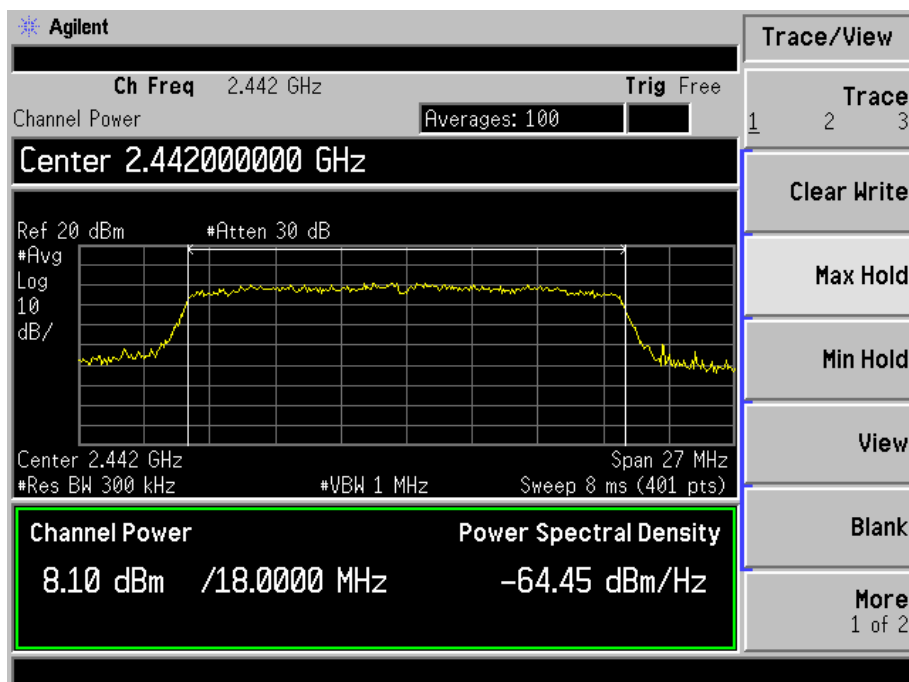 Agilent
Trace/View
Ch Freq 2.442 GHz Trig Free
Channel Power Averages: 100
Center 2.442000000 GHz
Ref 20 dBm #Atten 30 dB
#Avg
Log
10
dB/
Center 2.442 GHz Span 27 MHz
#Res BW 300 kHz #VBW 1 MHz Sweep 8 ms (401 pts)
Channel Power Power Spectral Density
8.10 dBm /18.0000 MHz -64.45 dBm/Hz
Trace
1 2 3
Clear Write
Max Hold
Min Hold
View
Blank
More
1 of 2